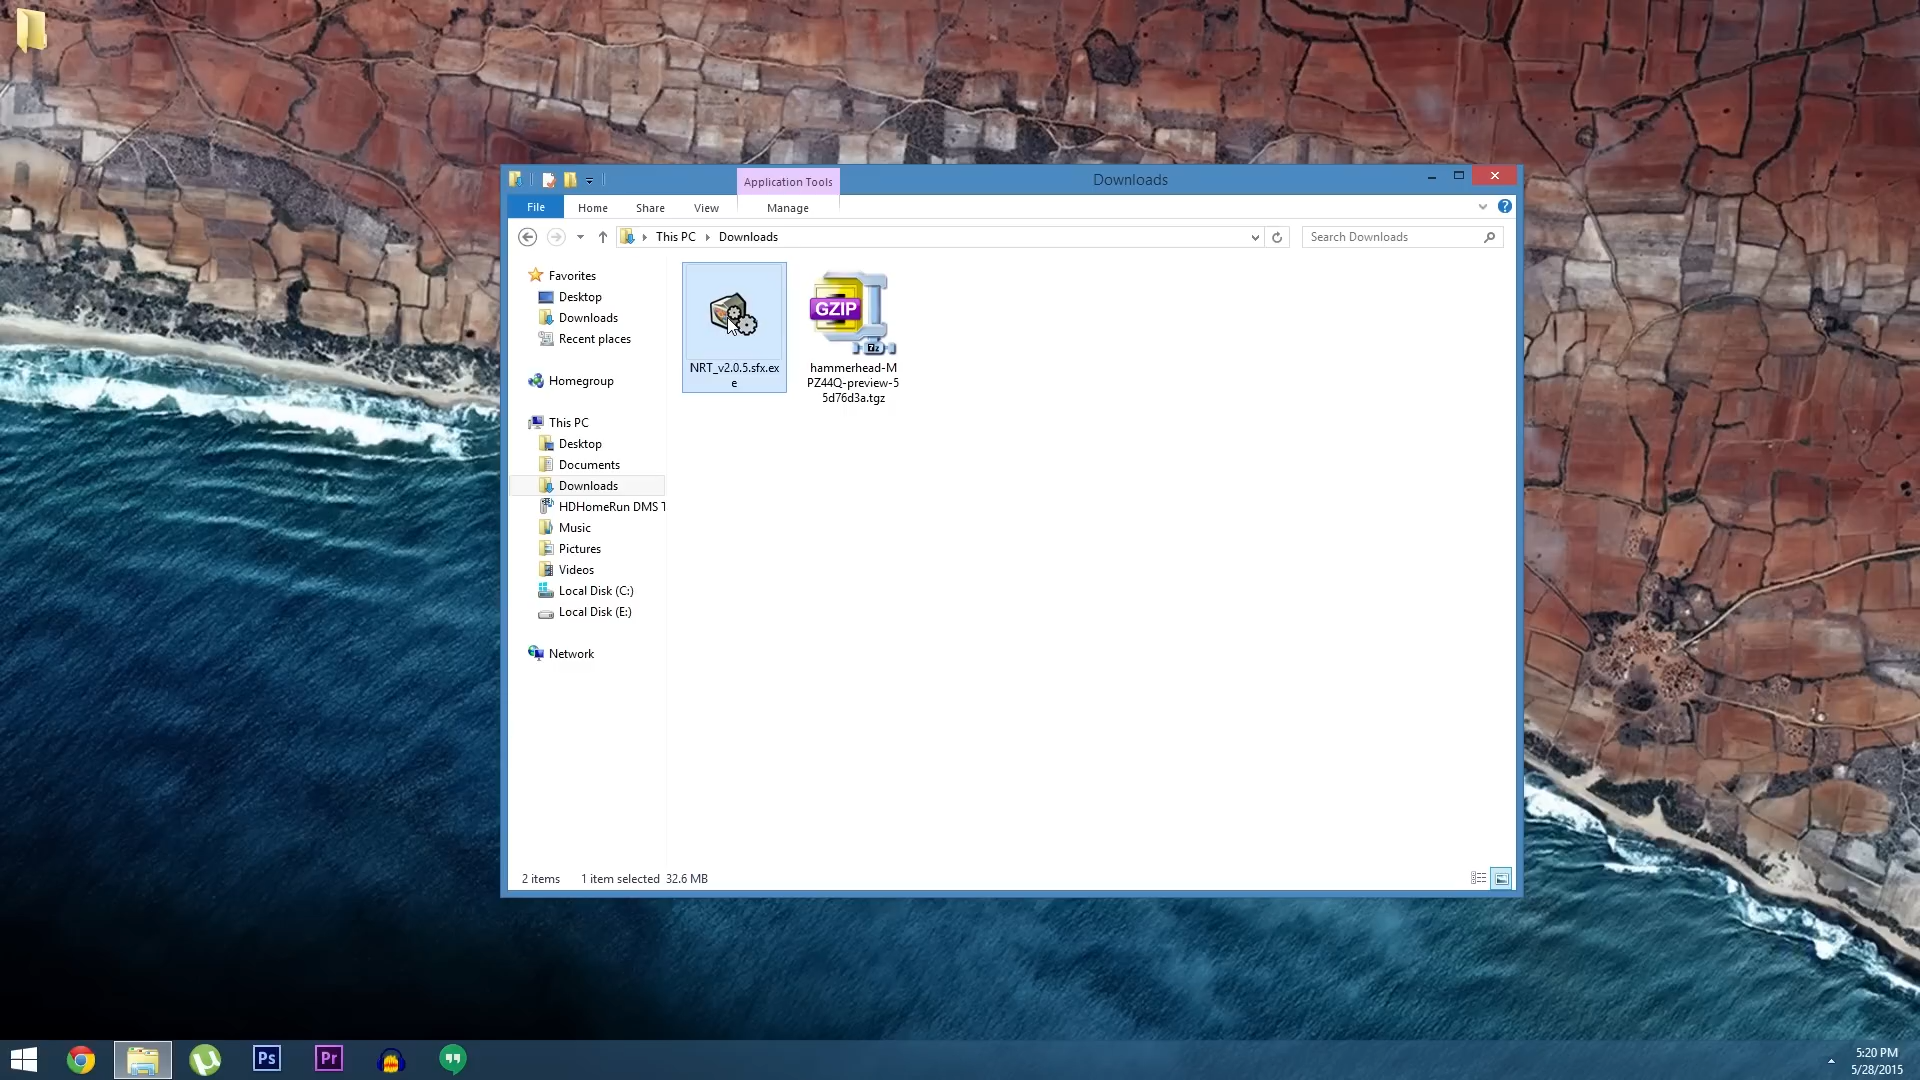 Application Tools
Downloads
File
Home
Share
View
Manage
This PC
Downloads
Search Downloads
Favorites
Desktop
Downloads
Recent places
Homegroup
This PC
Desktop
Documents
Downloads
HDHomeRun DMS T
Music
Pictures
Videos
Local Disk (C:)
Local Disk (E:)
Network
NRT_v2.0.5.sfx.ex
e
GZIP
7z
hammerhead-M
PZ44Q-preview-5
5d76d3a.tgz
2 items
1 item selected 32.6 MB
Ps
Pr
5:20 PM
5/28/2015